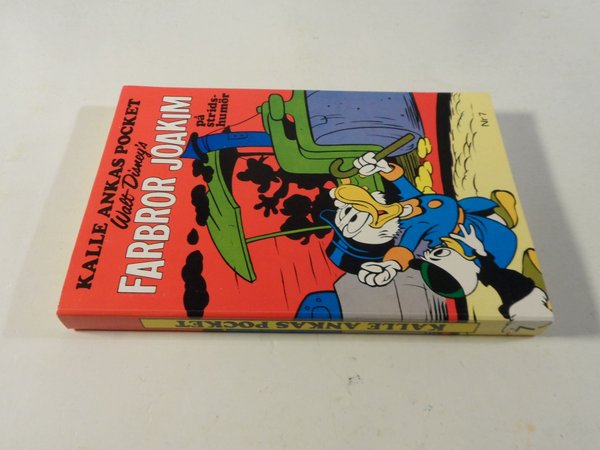 KALLE ANKAS POCKET
Walt Disney's
FARBROR JOAKIM
på
strids-
humör
Nr 7
KALLE ANKAS POCKET